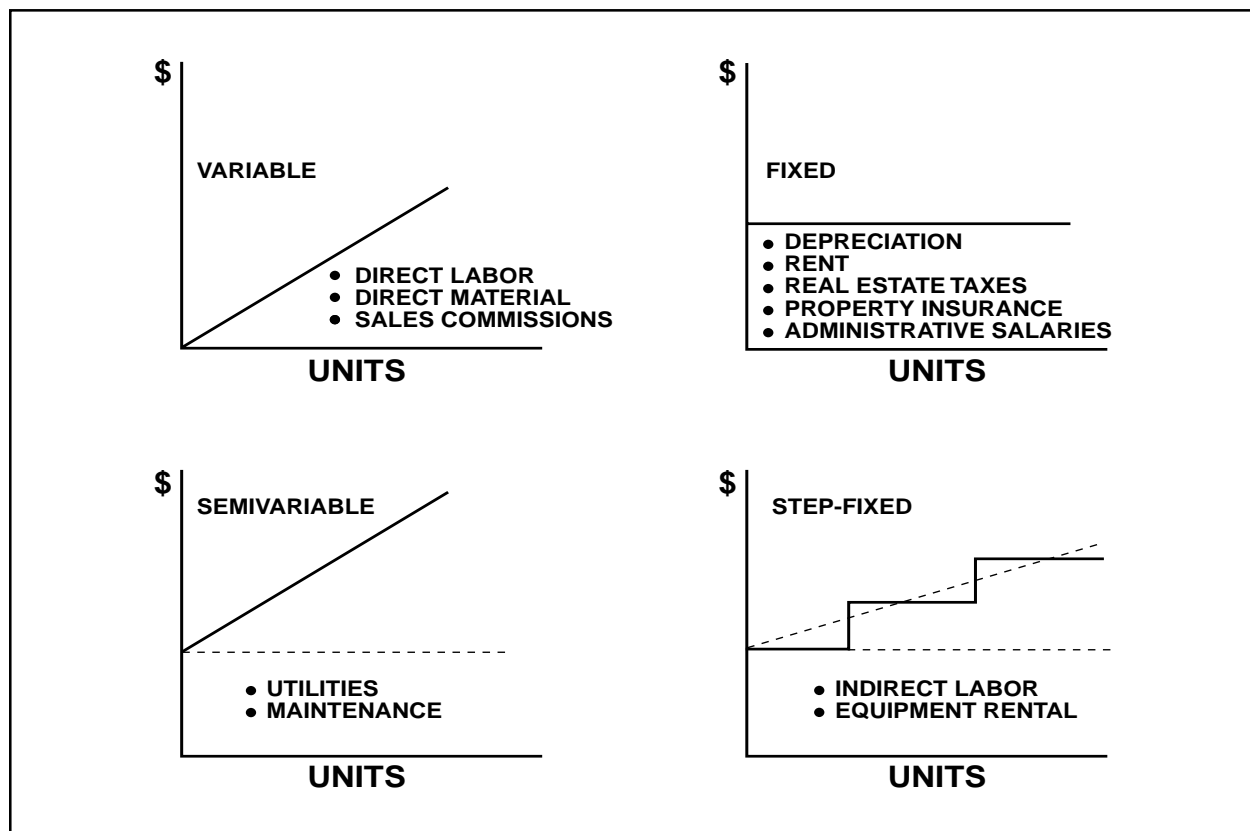 $
VARIABLE
● DIRECT LABOR
● DIRECT MATERIAL
● SALES COMMISSIONS
UNITS
$
FIXED
● DEPRECIATION
● RENT
● REAL ESTATE TAXES
● PROPERTY INSURANCE
● ADMINISTRATIVE SALARIES
UNITS
$
SEMIVARIABLE
● UTILITIES
● MAINTENANCE
UNITS
$
STEP-FIXED
● INDIRECT LABOR
● EQUIPMENT RENTAL
UNITS